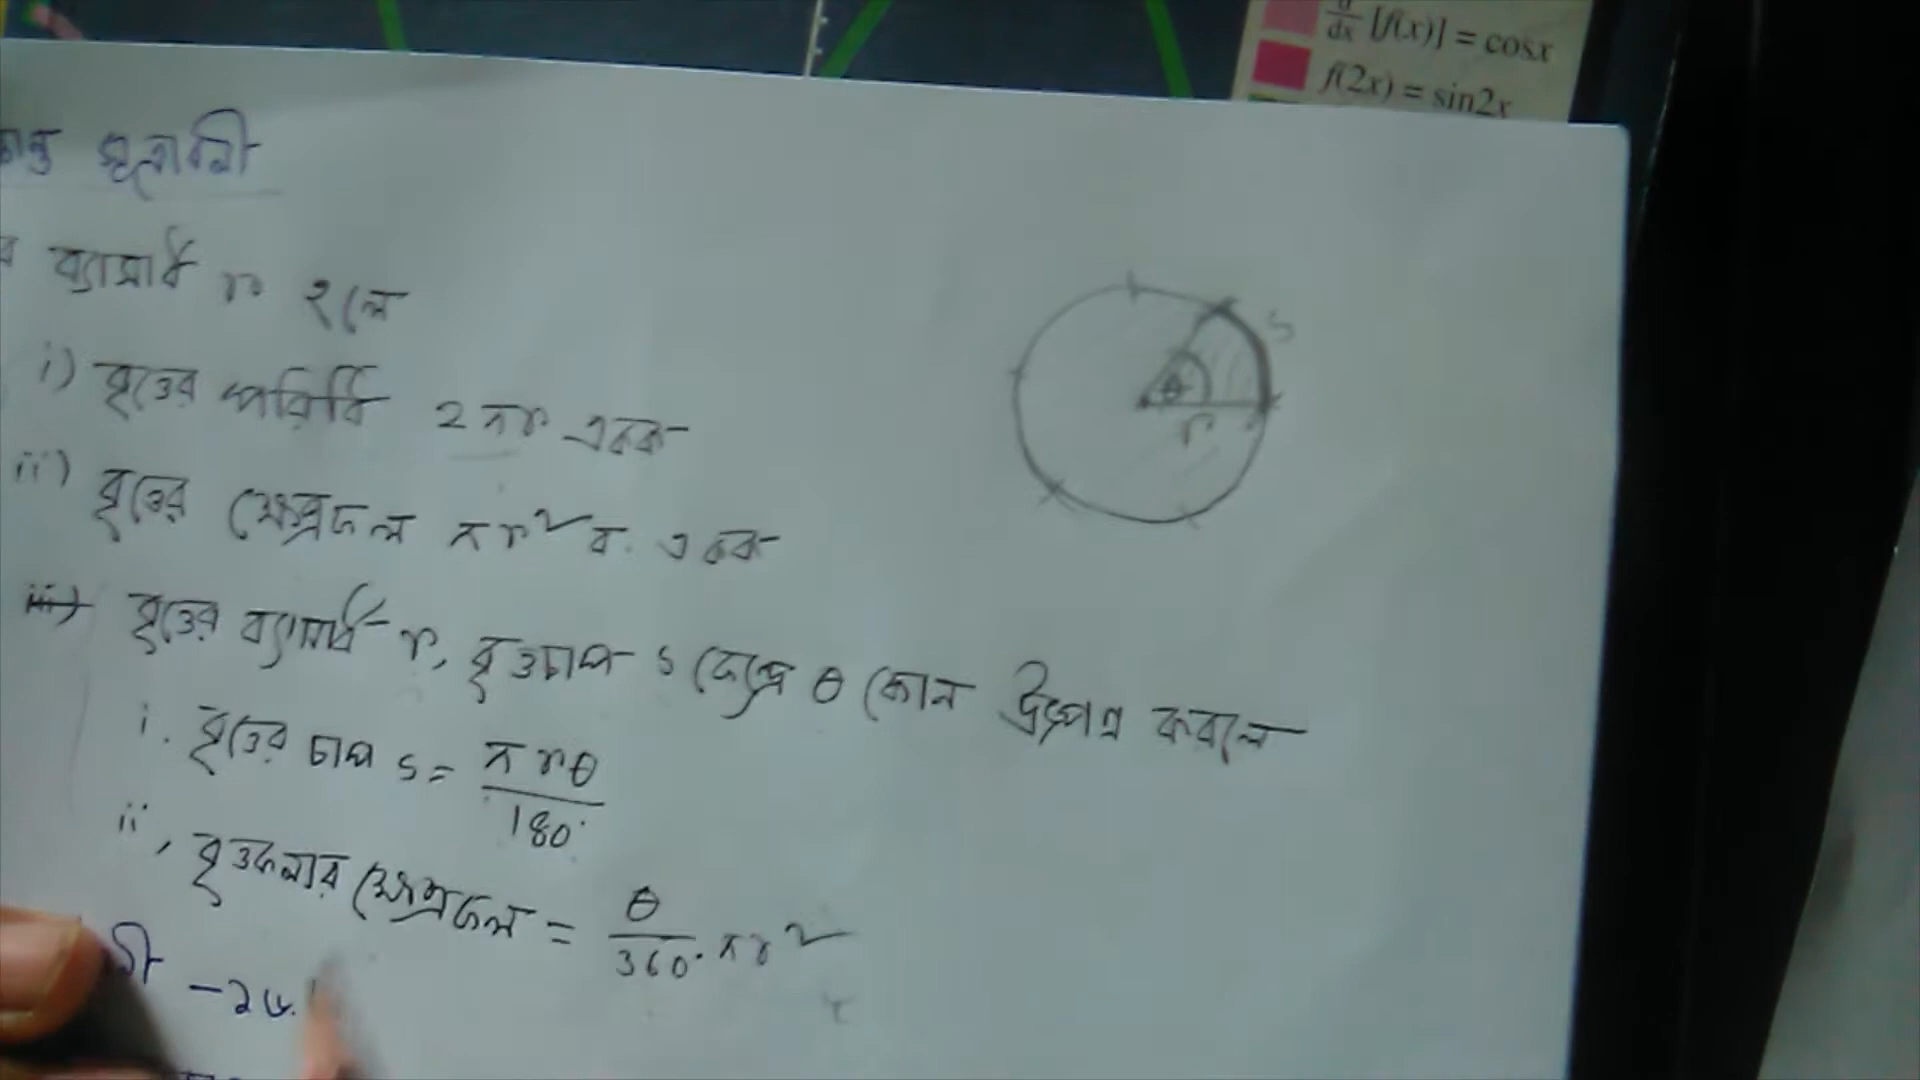 d/dx [f(x)] = cosx
f(2x) = sin2x
সূত্রাবলী
ব্যাসার্ধ r হলে
i) বৃত্তের পরিধি 2πr একক
ii) বৃত্তের ক্ষেত্রফল πr² ব. একক
iii) বৃত্তের ব্যাসার্ধ r, বৃত্তচাপ s কেন্দ্রে θ কোন উৎপন্ন করলে
i. বৃত্তের চাপ s = πrθ/180°
ii, বৃত্তকলার ক্ষেত্রফল = θ/360° πr²
s
θ
r